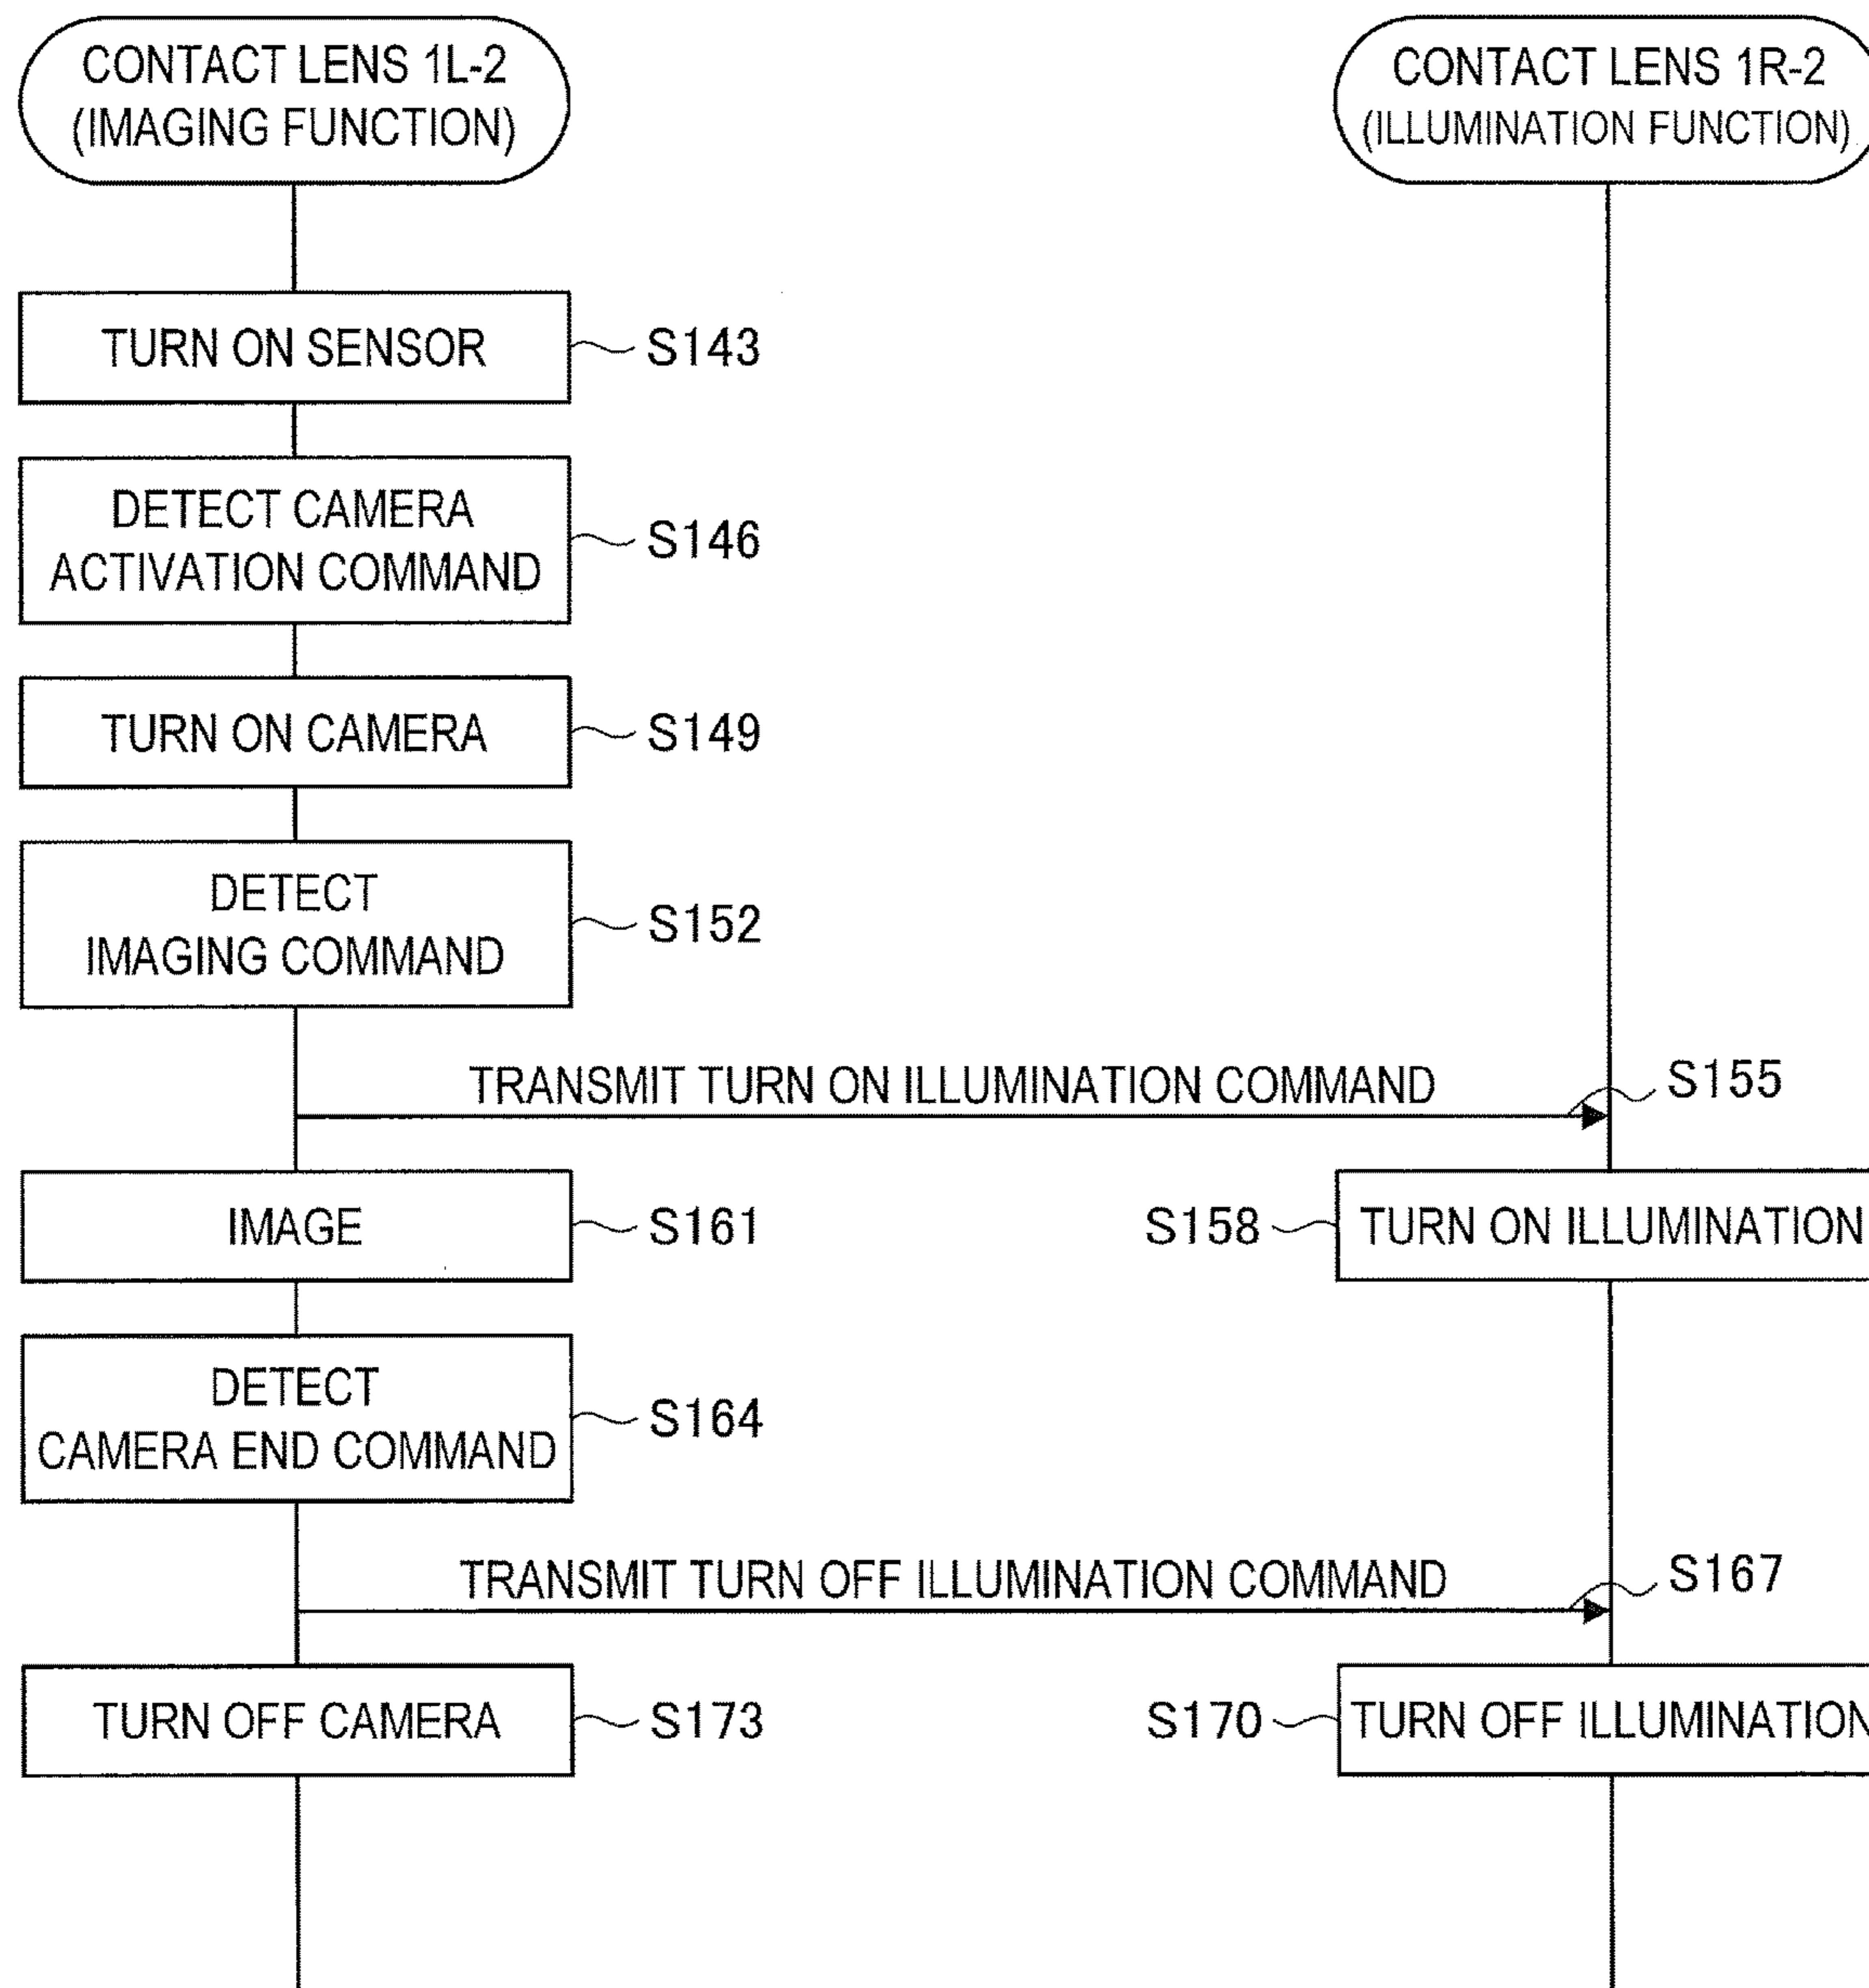 CONTACT LENS 1L-2
(IMAGING FUNCTION)
CONTACT LENS 1R-2
(ILLUMINATION FUNCTION)
TURN ON SENSOR
S143
DETECT CAMERA
ACTIVATION COMMAND
S146
TURN ON CAMERA
S149
DETECT
IMAGING COMMAND
S152
TRANSMIT TURN ON ILLUMINATION COMMAND
S155
IMAGE
S161
S158
TURN ON ILLUMINATION
DETECT
CAMERA END COMMAND
S164
TRANSMIT TURN OFF ILLUMINATION COMMAND
S167
TURN OFF CAMERA
S173
S170
TURN OFF ILLUMINATION